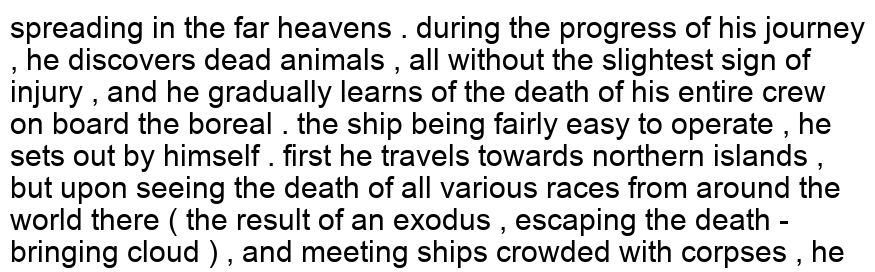 spreading in the far heavens . during the progress of his journey
, he discovers dead animals , all without the slightest sign of
injury , and he gradually learns of the death of his entire crew
on board the boreal . the ship being fairly easy to operate , he
sets out by himself . first he travels towards northern islands ,
but upon seeing the death of all various races from around the
world there ( the result of an exodus , escaping the death -
bringing cloud ) , and meeting ships crowded with corpses , he